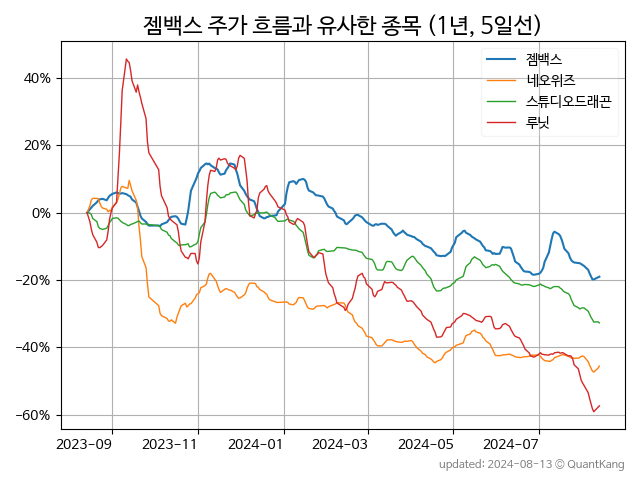 젬백스 주가 흐름과 유사한 종목 (1년, 5일선)
젬백스
네오위즈
스튜디오드래곤
루닛
40%
20%
0%
−20%
−40%
−60%
2023-09 2023-11 2024-01 2024-03 2024-05 2024-07
updated: 2024-08-13 © QuantKang